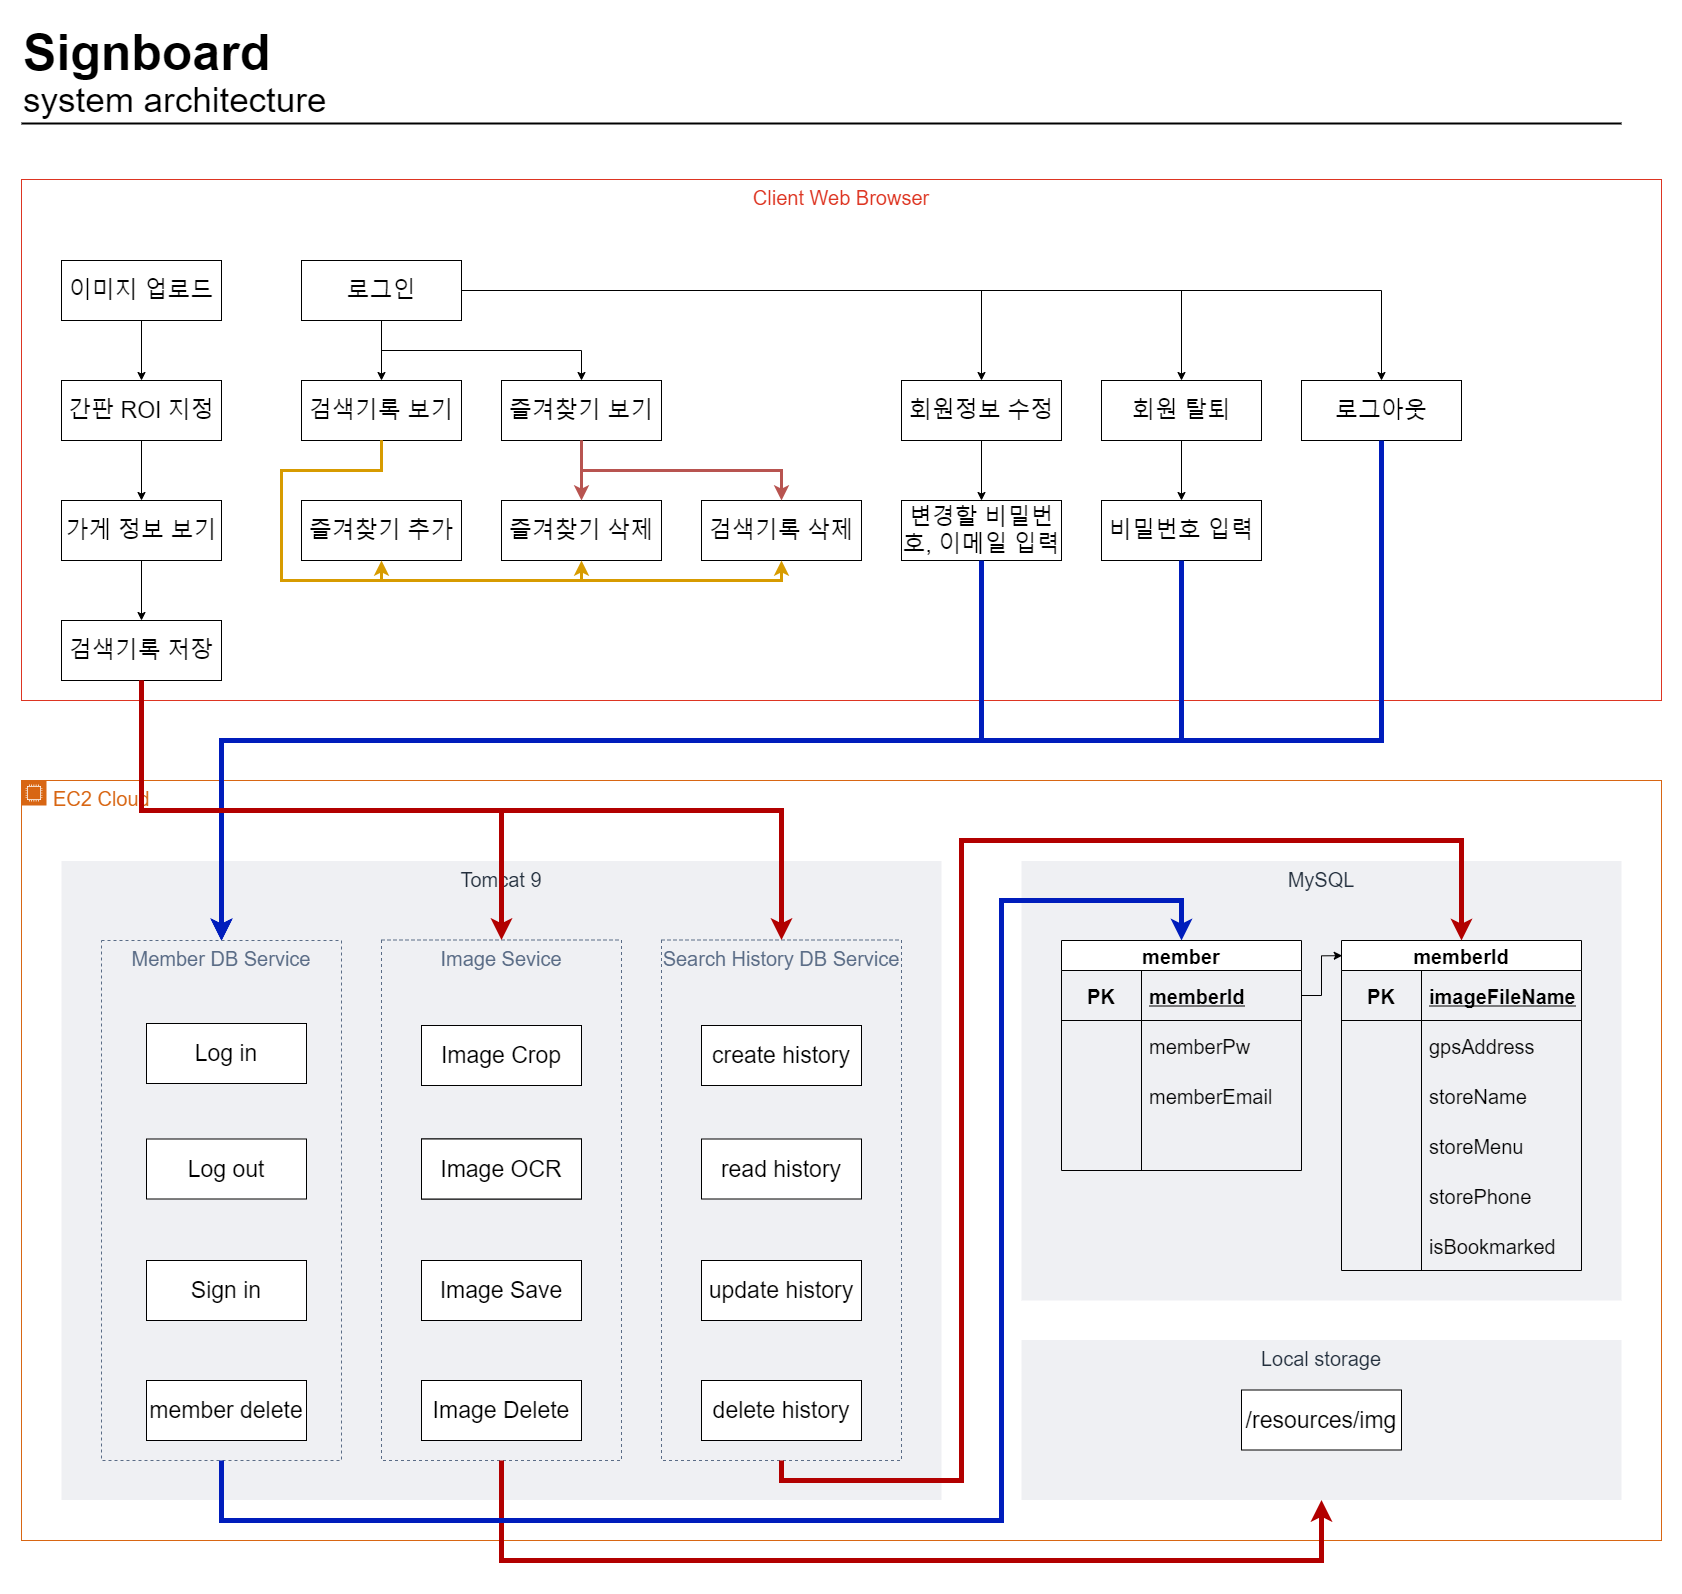 Signboard
system architecture
Client Web Browser
이미지 업로드
로그인
간판 ROI 지정
검색기록 보기
즐겨찾기 보기
회원정보 수정
회원 탈퇴
로그아웃
가게 정보 보기
즐겨찾기 추가
즐겨찾기 삭제
검색기록 삭제
변경할 비밀번
호, 이메일 입력
비밀번호 입력
검색기록 저장
EC2 Cloud
Tomcat 9
Member DB Service
Log in
Log out
Sign in
member delete
Image Sevice
Image Crop
Image OCR
Image Save
Image Delete
Search History DB Service
create history
read history
update history
delete history
MySQL
member
PK memberId
memberPw
memberEmail
memberId
PK imageFileName
gpsAddress
storeName
storeMenu
storePhone
isBookmarked
Local storage
/resources/img